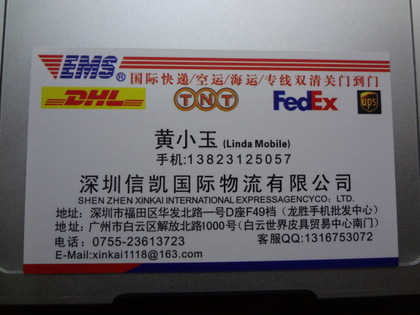 EMS® 国际快递/空运/海运/专线双清关门到门
DHL TNT FedEx ups
黄小玉 (Linda Mobile)
手机:13823125057
深圳信凯国际物流有限公司
SHEN ZHEN XINKAI INTERNATIONAL EXPRESSAGENCYCO.: LTD.
地址: 深圳市福田区华发北路一号D座F49档 (龙胜手机批发中心)
地址: 广州市白云区解放北路1000号(白云世界皮具贸易中心南门)
电话: 0755-23613723 客服QQ:1316753072
E-Mail:xinkai1118@163.com